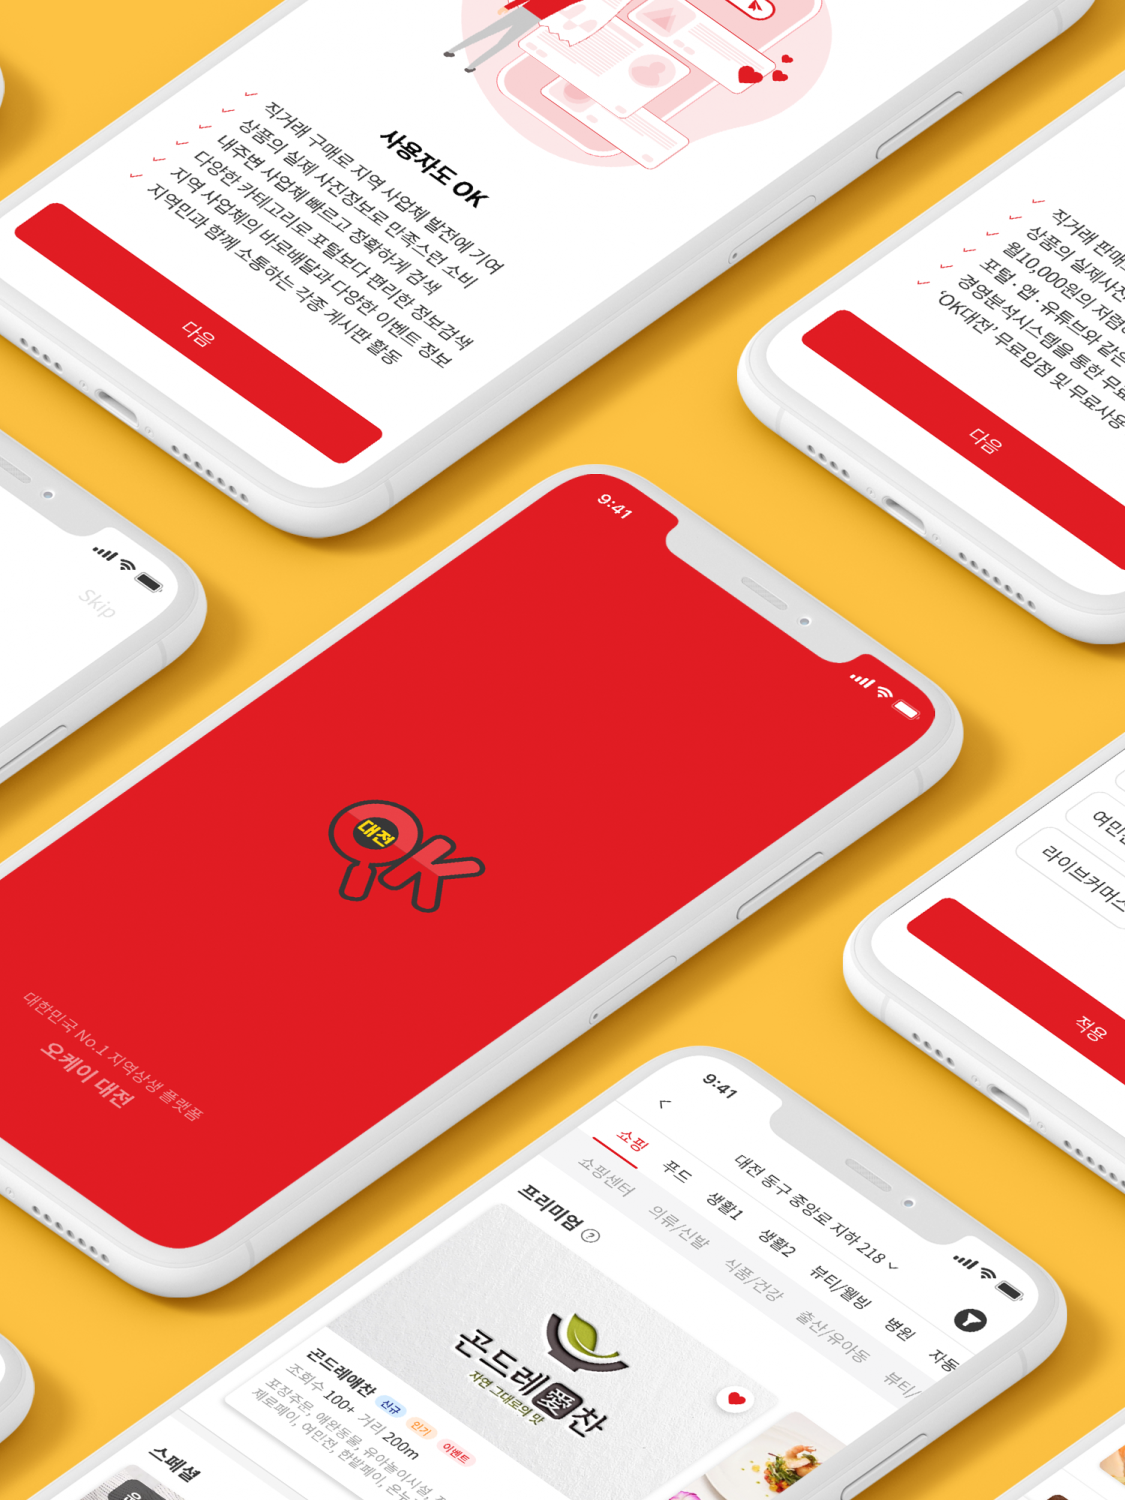 사용자도 OK
직거래 구매로 지역 사업체 발전에 기여
상품의 실제 사진정보로 만족스런 소비
내주변 사업체 빠르고 정확하게 검색
다양한 카테고리로 포털보다 편리한 정보검색
지역 사업체의 바로배달과 다양한 이벤트 정보
지역민과 함께 소통하는 각종 게시판 활동
다음
직거래 판매
상품의 실제사진
월10,000원의 저렴
포털·앱·유튜브와 같은
경영분석시스템을 통한 무료
'OK대전' 무료입점 및 무료사용
다음
Skip
9:41
대전
OK
대한민국 No.1 지역상생 플랫폼
오케이 대전
여민전
라이브커머스
적용
9:41
대전 동구 중앙로 지하 218
쇼핑 푸드 생활1 생활2 뷰티/웰빙 병원 자동
쇼핑센터 의류/신발 식품/건강 출산/유아동 뷰티/
프리미엄 ?
곤드레愛찬
자연 그대로의 맛
곤드레애찬 신규 인기 이벤트
조회수 100+ 거리 200m
포장주문, 애완동물, 유아놀이시설,
제로페이, 여민전, 한밭페이, 온누
스페셜